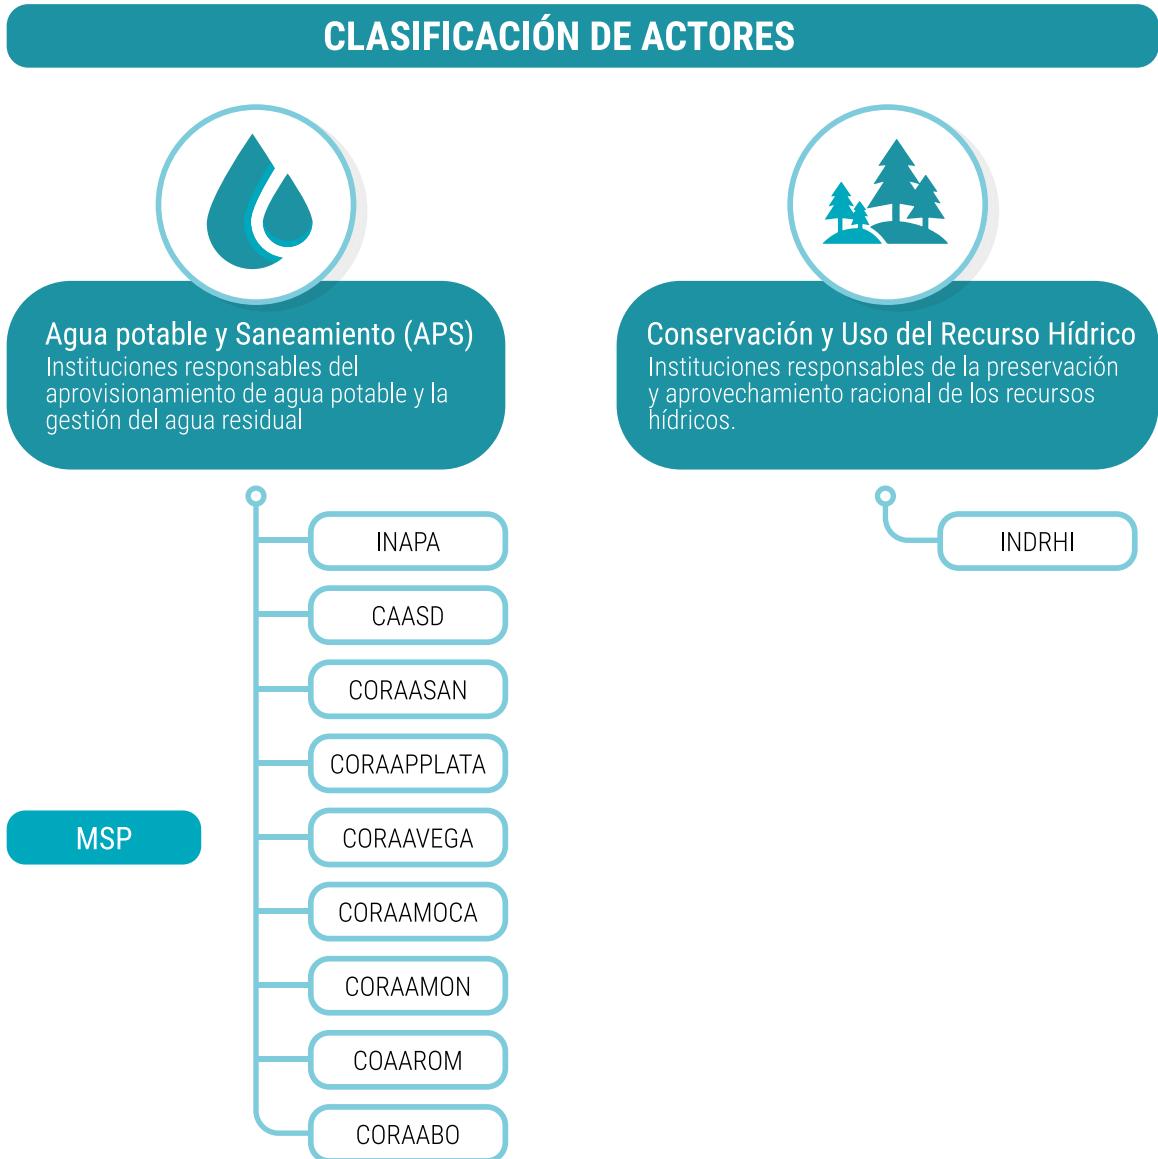 CLASIFICACIÓN DE ACTORES
Agua potable y Saneamiento (APS)
Instituciones responsables del
aprovisionamiento de agua potable y la
gestión del agua residual
Conservación y Uso del Recurso Hídrico
Instituciones responsables de la preservación
y aprovechamiento racional de los recursos
hídricos.
INAPA
CAASD
CORAASAN
CORAAPPLATA
CORAAVEGA
CORAAMOCA
CORAAMON
COAAROM
CORAABO
MSP
INDRHI